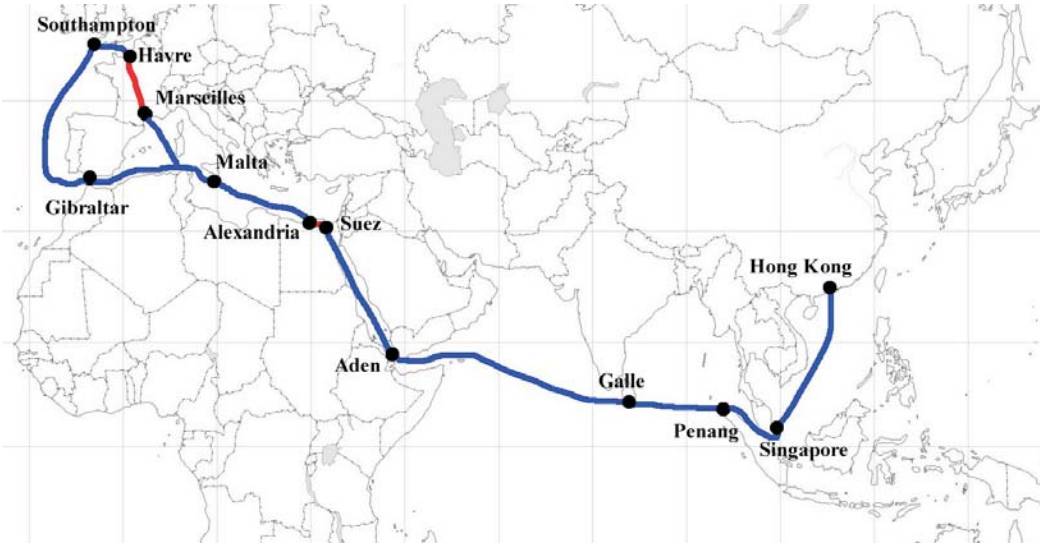 Southampton
Havre
Marseilles
Malta
Gibraltar
Alexandria
Suez
Hong Kong
Aden
Galle
Penang
Singapore